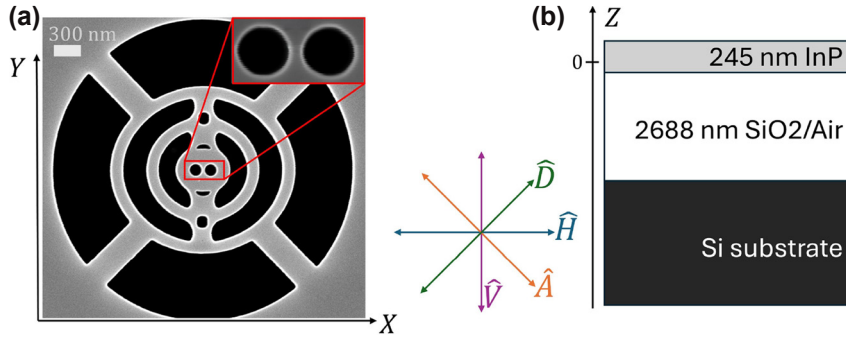 (a)
300 nm
Y
X
D̂
Ĥ
Â
V̂
(b)
Z
0
245 nm InP
2688 nm SiO2/Air
Si substrate